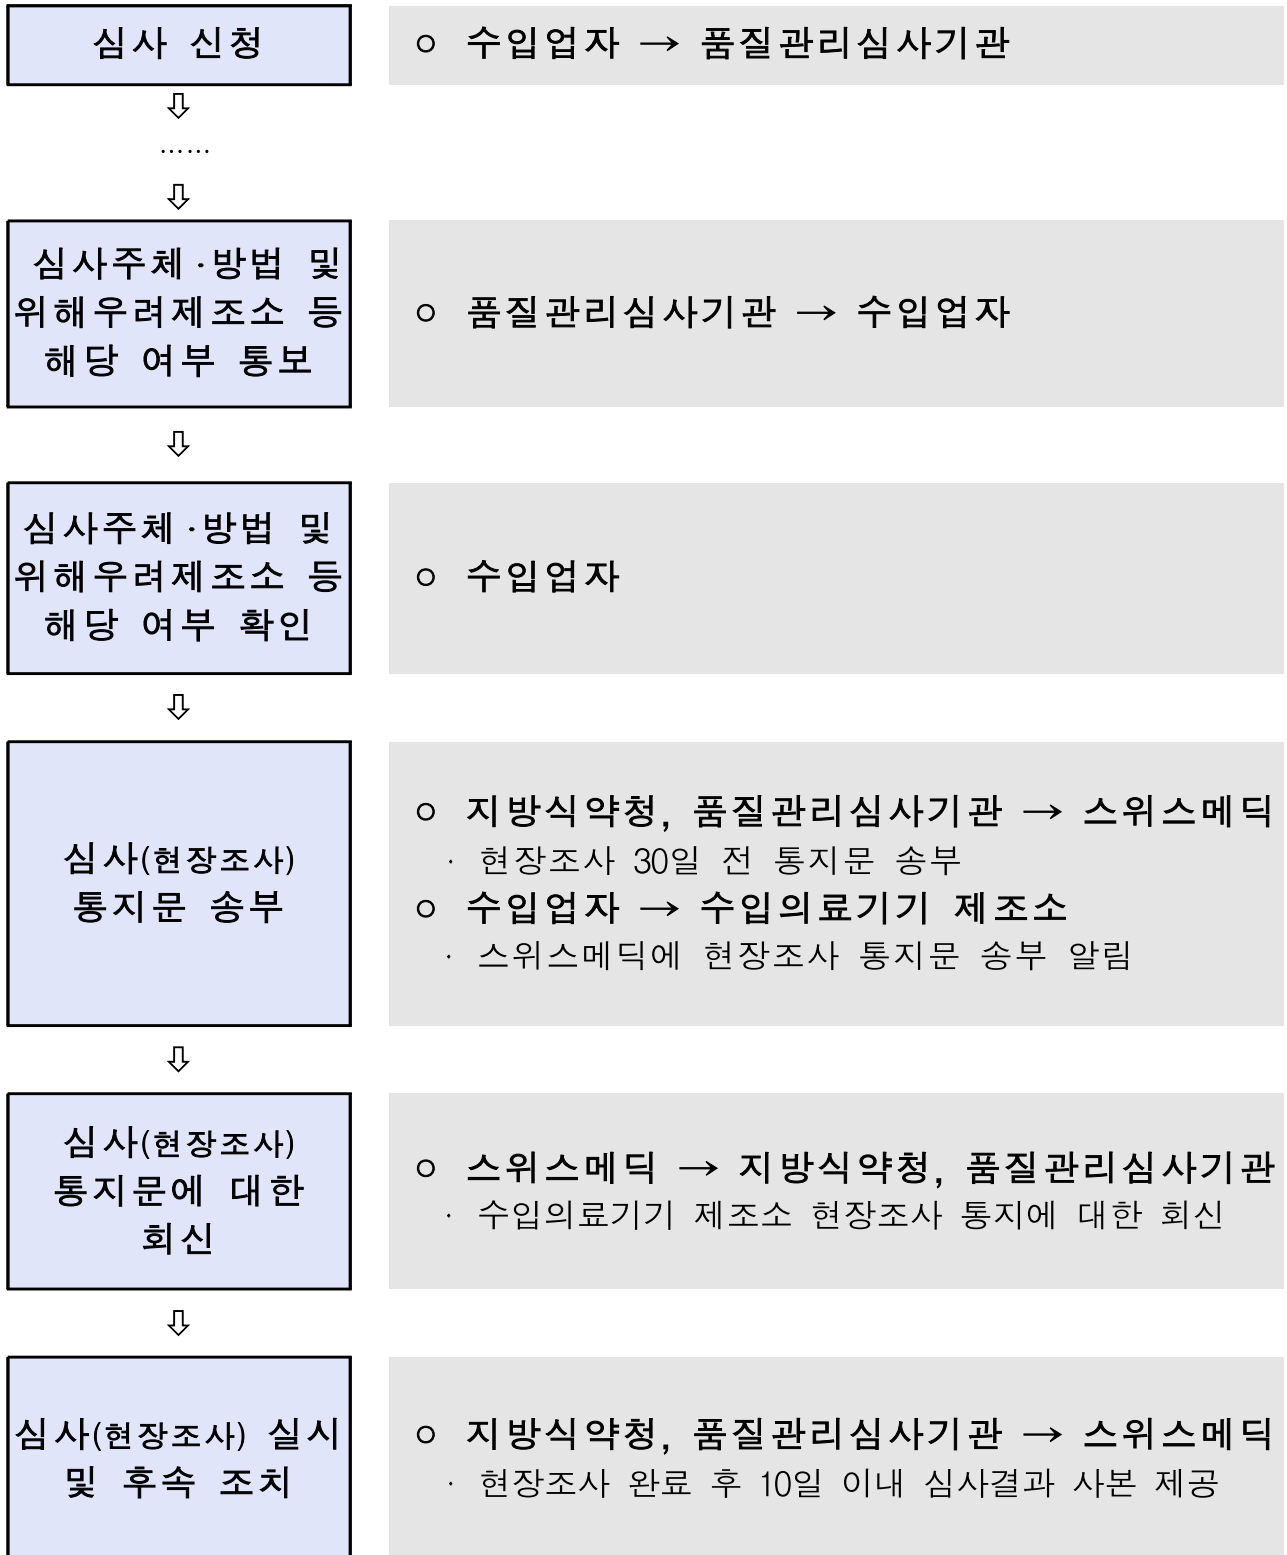 심사 신청
ㅇ 수입업자 → 품질관리심사기관
⇩
……
⇩
심사주체·방법 및
위해우려제조소 등
해당 여부 통보
ㅇ 품질관리심사기관 → 수입업자
⇩
심사주체·방법 및
위해우려제조소 등
해당 여부 확인
ㅇ 수입업자
⇩
심사(현장조사)
통지문 송부
ㅇ 지방식약청, 품질관리심사기관 → 스위스메딕
· 현장조사 30일 전 통지문 송부
ㅇ 수입업자 → 수입의료기기 제조소
· 스위스메딕에 현장조사 통지문 송부 알림
⇩
심사(현장조사)
통지문에 대한
회신
ㅇ 스위스메딕 → 지방식약청, 품질관리심사기관
· 수입의료기기 제조소 현장조사 통지에 대한 회신
⇩
심사(현장조사) 실시
및 후속 조치
ㅇ 지방식약청, 품질관리심사기관 → 스위스메딕
· 현장조사 완료 후 10일 이내 심사결과 사본 제공